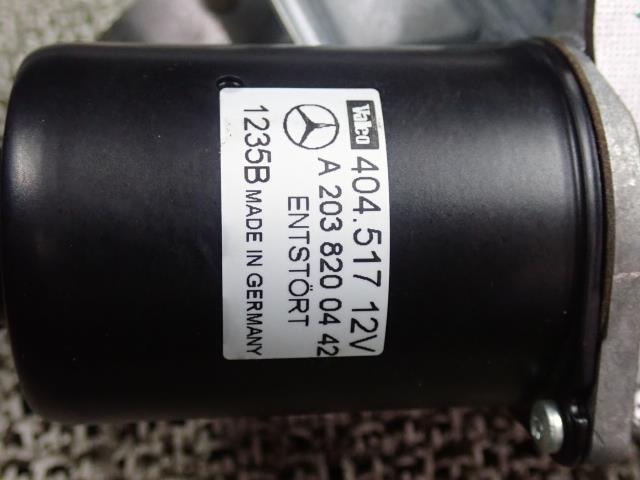 Valeo 404.517 12V
A 203 820 04 42
ENTSTÖRT
1235B MADE IN GERMANY